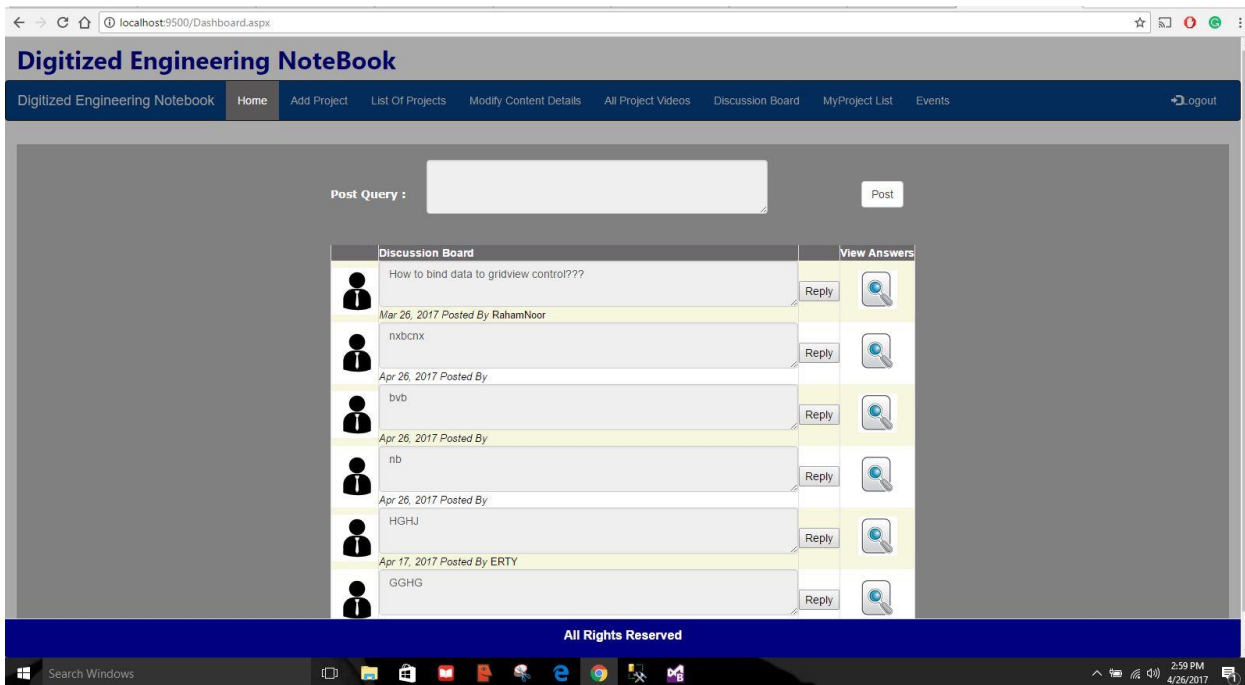 localhost:9500/Dashboard.aspx
Digitized Engineering NoteBook
Digitized Engineering Notebook Home Add Project List Of Projects Modify Content Details All Project Videos Discussion Board MyProject List Events Logout
Post Query : Post
Discussion Board View Answers
How to bind data to gridview control???
Reply
Mar 26, 2017 Posted By RahamNoor
nxbcnx
Reply
Apr 26, 2017 Posted By
bvb
Reply
Apr 26, 2017 Posted By
nb
Reply
Apr 26, 2017 Posted By
HGHJ
Reply
Apr 17, 2017 Posted By ERTY
GGHG
Reply
All Rights Reserved
Search Windows
2:59 PM
4/26/2017